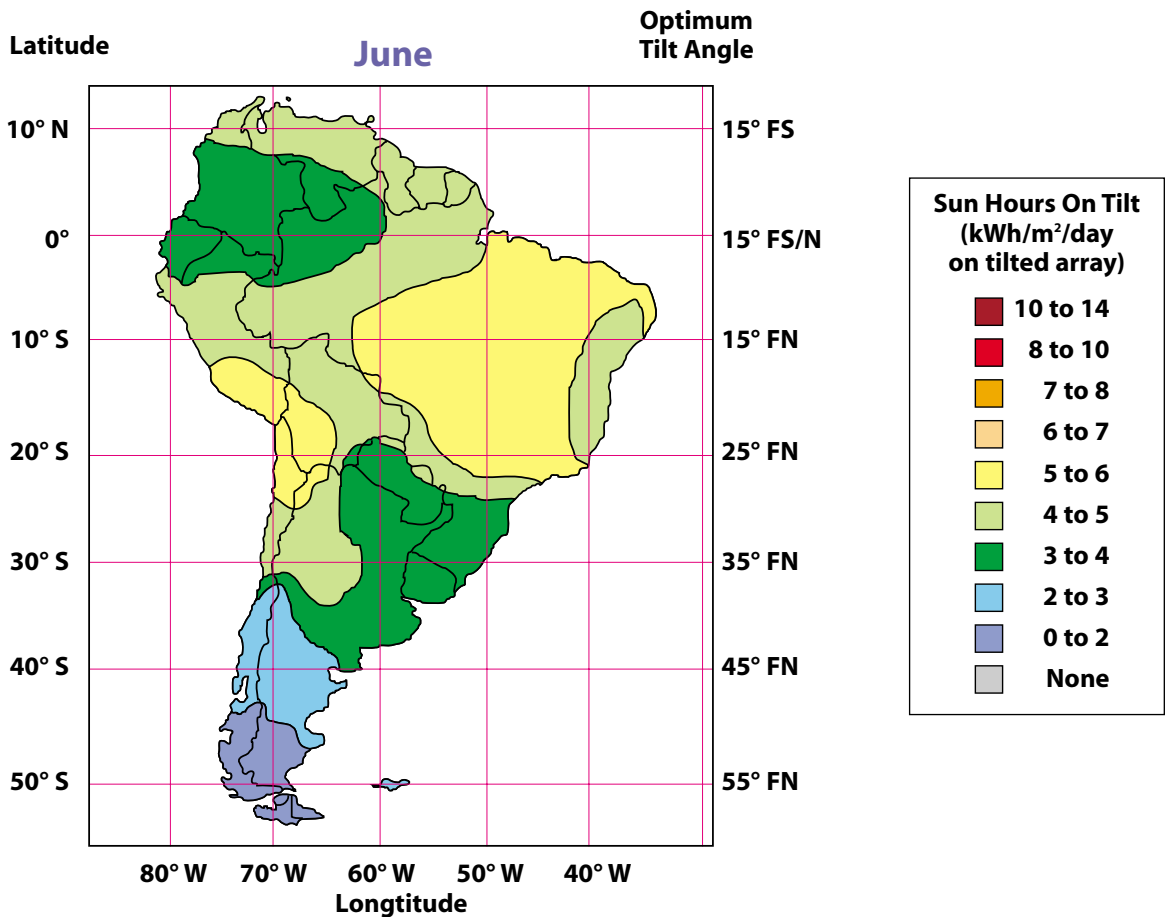 Latitude
June
Optimum
Tilt Angle
10° N
15° FS
0°
15° FS/N
10° S
15° FN
20° S
25° FN
30° S
35° FN
40° S
45° FN
50° S
55° FN
80° W
70° W
60° W
50° W
40° W
Longtitude
Sun Hours On Tilt
(kWh/m²/day
on tilted array)
10 to 14
8 to 10
7 to 8
6 to 7
5 to 6
4 to 5
3 to 4
2 to 3
0 to 2
None